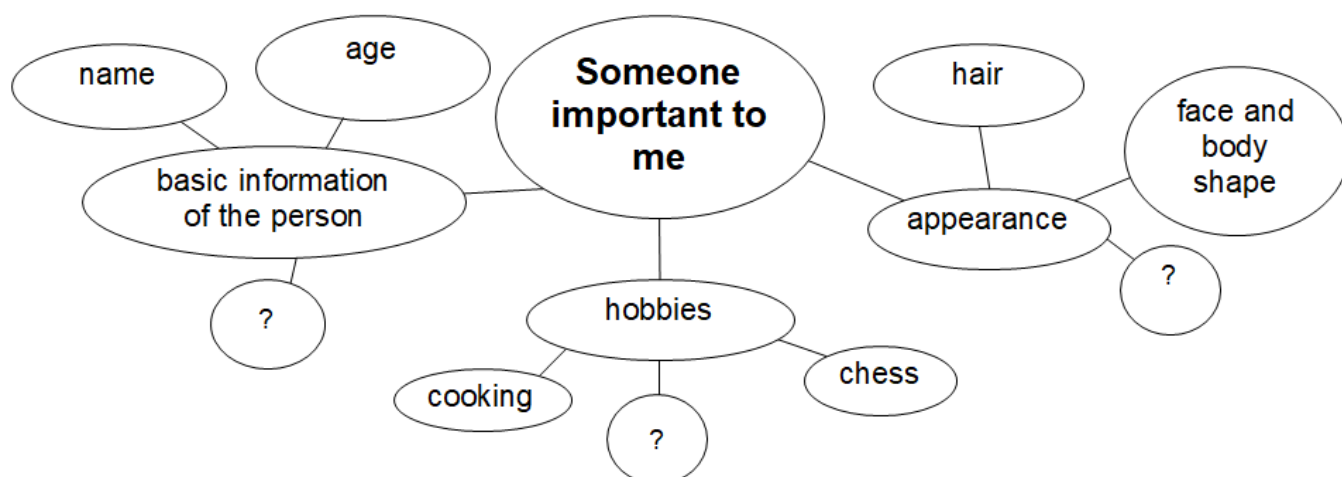 name
age
Someone
important to
me
hair
face and
body
shape
basic information
of the person
appearance
?
?
hobbies
cooking
chess
?